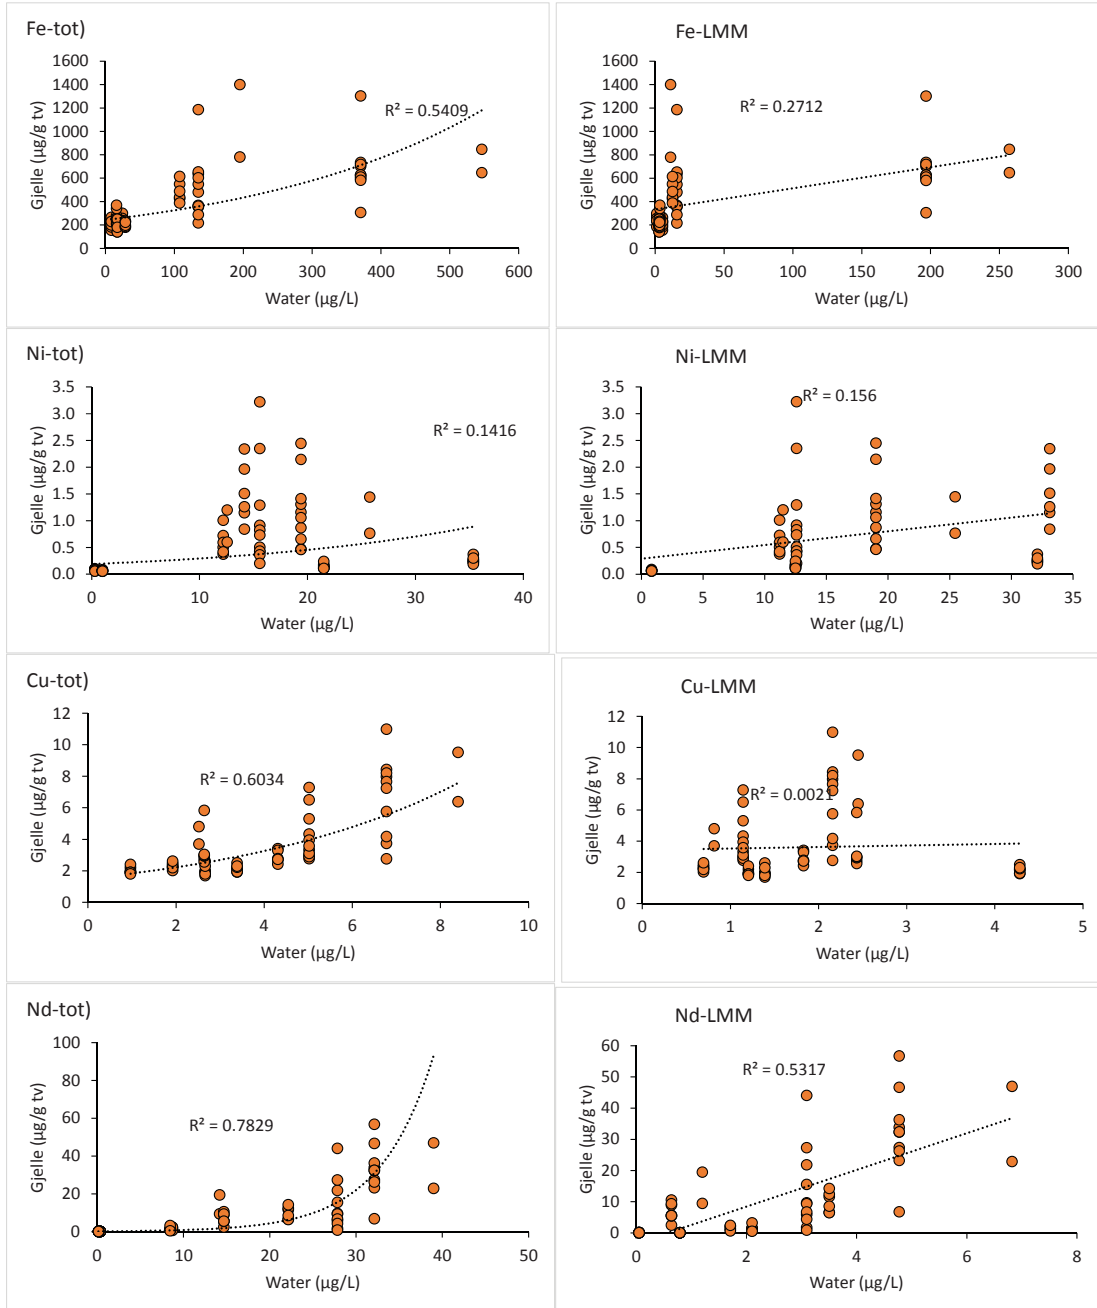 Fe-tot)
1600
1400
1200
1000
800
600
400
200
0
0 100 200 300 400 500 600
Gjelle (µg/g tv)
Water (µg/L)
R² = 0.5409
Fe-LMM
1600
1400
1200
1000
800
600
400
200
0
0 50 100 150 200 250 300
Gjelle (µg/g tv)
Water (µg/L)
R² = 0.2712
Ni-tot)
3.5
3.0
2.5
2.0
1.5
1.0
0.5
0.0
0 10 20 30 40
Gjelle (µg/g tv)
Water (µg/L)
R² = 0.1416
Ni-LMM
3.5
3.0
2.5
2.0
1.5
1.0
0.5
0.0
0 5 10 15 20 25 30 35
Gjelle (µg/g tv)
Water (µg/L)
R² = 0.156
Cu-tot)
12
10
8
6
4
2
0
0 2 4 6 8 10
Gjelle (µg/g tv)
Water (µg/L)
R² = 0.6034
Cu-LMM
12
10
8
6
4
2
0
0 1 2 3 4 5
Gjelle (µg/g tv)
Water (µg/L)
R² = 0.0021
Nd-tot)
100
80
60
40
20
0
0 10 20 30 40 50
Gjelle (µg/g tv)
Water (µg/L)
R² = 0.7829
Nd-LMM
60
50
40
30
20
10
0
0 2 4 6 8
Gjelle (µg/g tv)
Water (µg/L)
R² = 0.5317